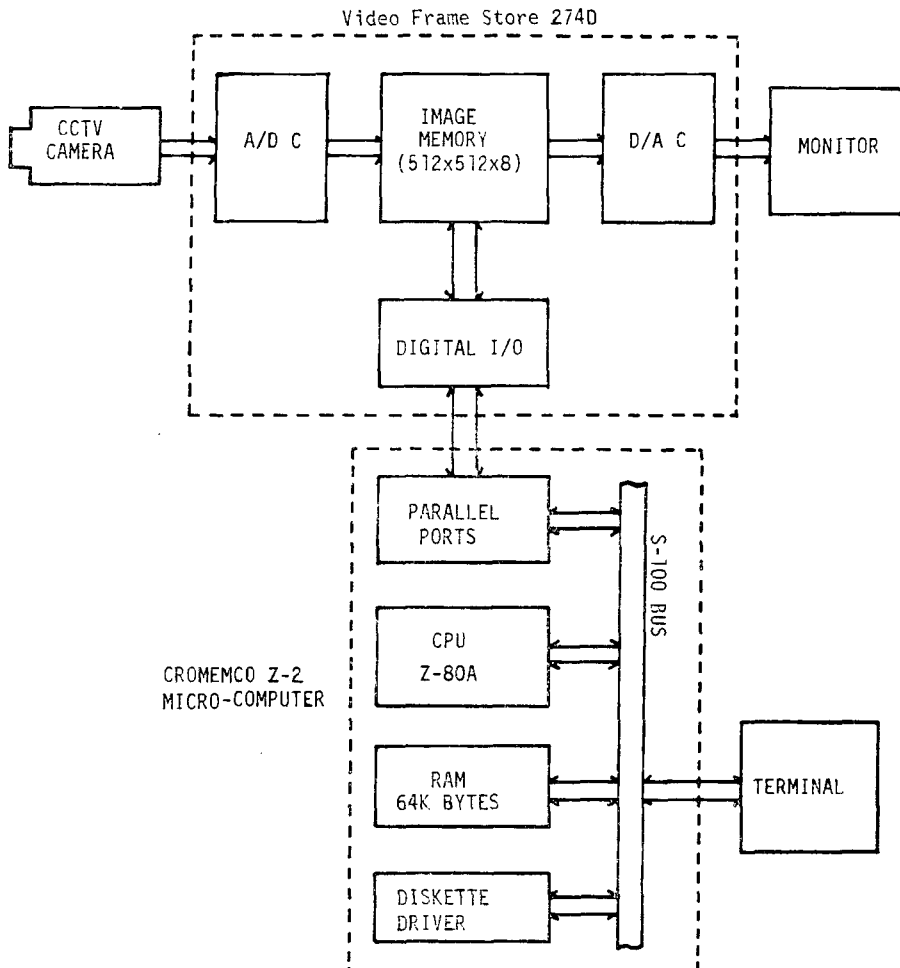 Video Frame Store 274D
CCTV
CAMERA
A/D C
IMAGE
MEMORY
(512x512x8)
D/A C
MONITOR
DIGITAL I/O
PARALLEL
PORTS
S-100 BUS
CPU
Z-80A
CROMEMCO Z-2
MICRO-COMPUTER
RAM
64K BYTES
TERMINAL
DISKETTE
DRIVER